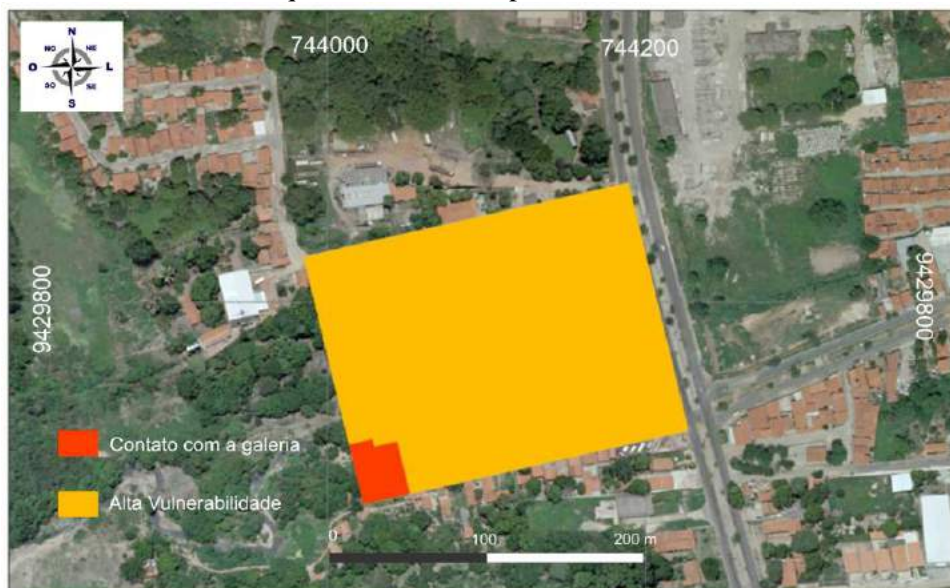 N
NO NE
O L
SO SE
S
744000
744200
9429800
9429800
Contato com a galeria
Alta Vulnerabilidade
0 100 200 m